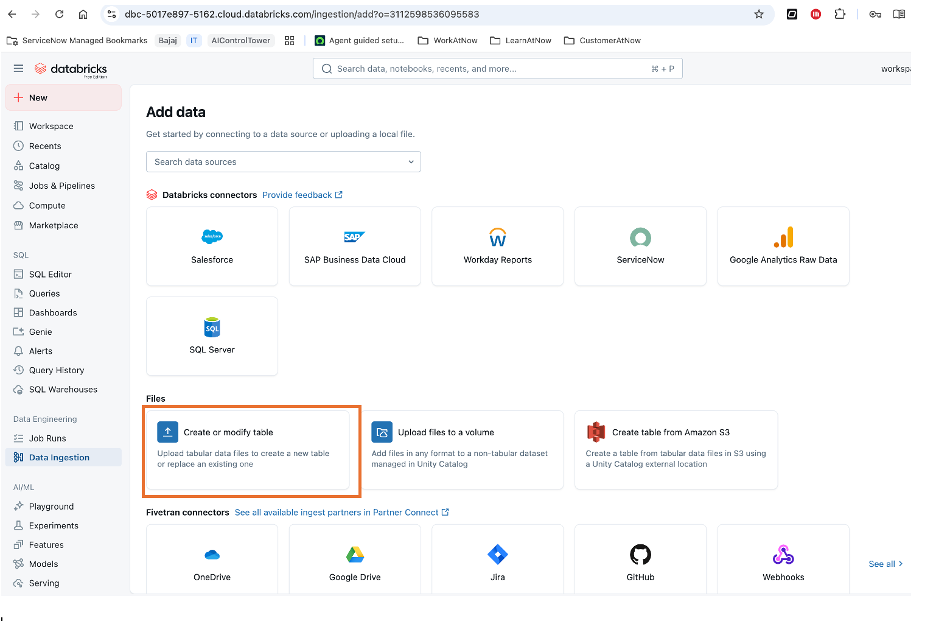 dbc-5017e897-5162.cloud.databricks.com/ingestion/add?o=3112598536095583
ServiceNow Managed Bookmarks
Bajaj
IT
AIControlTower
Agent guided setu...
WorkAtNow
LearnAtNow
CustomerAtNow
databricks
Free Edition
Search data, notebooks, recents, and more...
⌘ + P
workspa
New
Workspace
Recents
Catalog
Jobs & Pipelines
Compute
Marketplace
SQL
SQL Editor
Queries
Dashboards
Genie
Alerts
Query History
SQL Warehouses
Data Engineering
Job Runs
Data Ingestion
AI/ML
Playground
Experiments
Features
Models
Serving
Add data
Get started by connecting to a data source or uploading a local file.
Search data sources
Databricks connectors Provide feedback
salesforce
Salesforce
SAP
SAP Business Data Cloud
W
Workday Reports
ServiceNow
Google Analytics Raw Data
SQL
SQL Server
Files
Create or modify table
Upload tabular data files to create a new table
or replace an existing one
Upload files to a volume
Add files in any format to a non-tabular dataset
managed in Unity Catalog
Create table from Amazon S3
Create a table from tabular data files in S3 using
a Unity Catalog external location
Fivetran connectors See all available ingest partners in Partner Connect
OneDrive
Google Drive
Jira
GitHub
Webhooks
See all